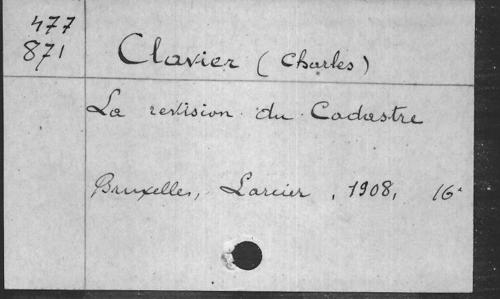 477
871
Clavier (Charles)
La revision du Cadastre
Bruxelles, Larcier, 1908, 16°